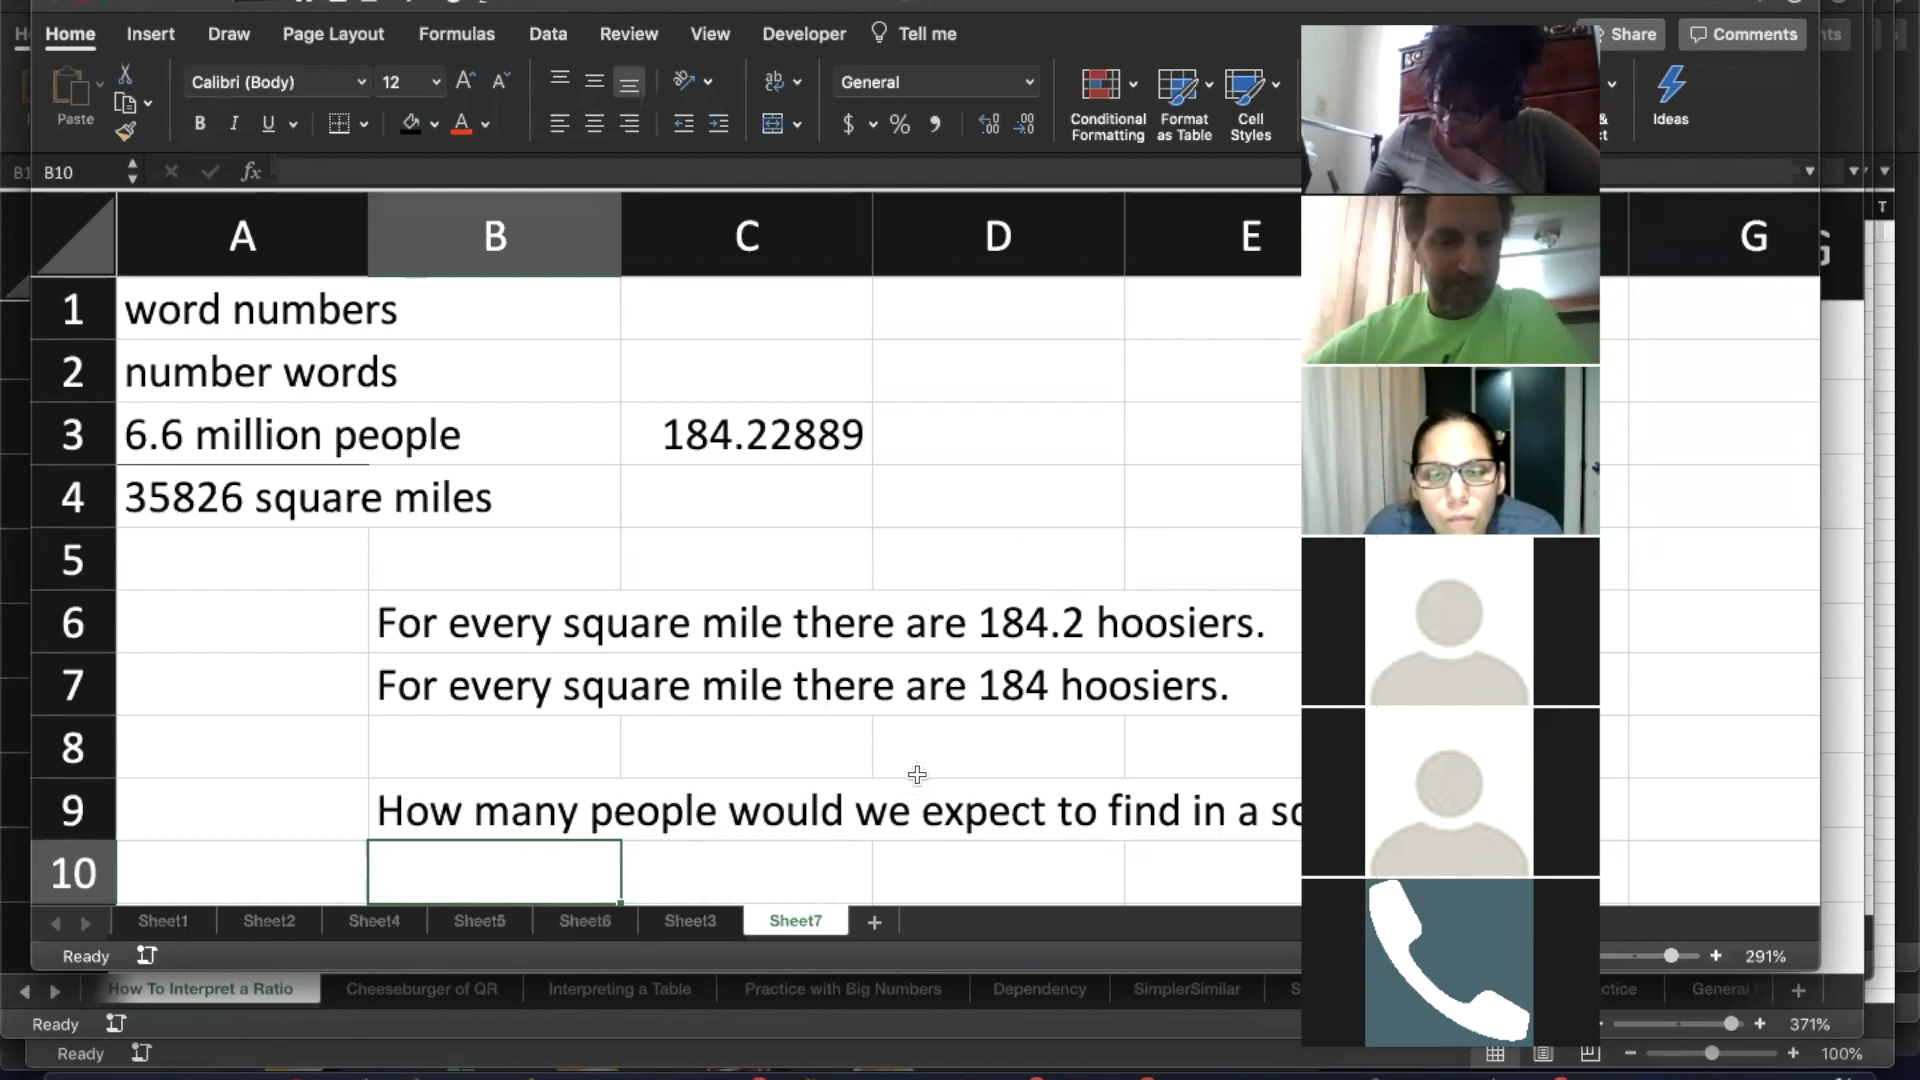 Home Insert Draw Page Layout Formulas Data Review View Developer Tell me Share Comments
Calibri (Body) 12 General
Paste
B I U A $ %
Conditional Formatting
Format as Table
Cell Styles
Ideas
B10 fx
A B C D E G
1 word numbers
2 number words
3 6.6 million people 184.22889
4 35826 square miles
5
6 For every square mile there are 184.2 hoosiers.
7 For every square mile there are 184 hoosiers.
8
9 How many people would we expect to find in a
10
Sheet1 Sheet2 Sheet4 Sheet5 Sheet6 Sheet3 Sheet7 +
Ready 291%
How To Interpret a Ratio Cheeseburger of QR Interpreting a Table Practice with Big Numbers Dependency SimplerSimilar General
Ready 371%
Ready 100%